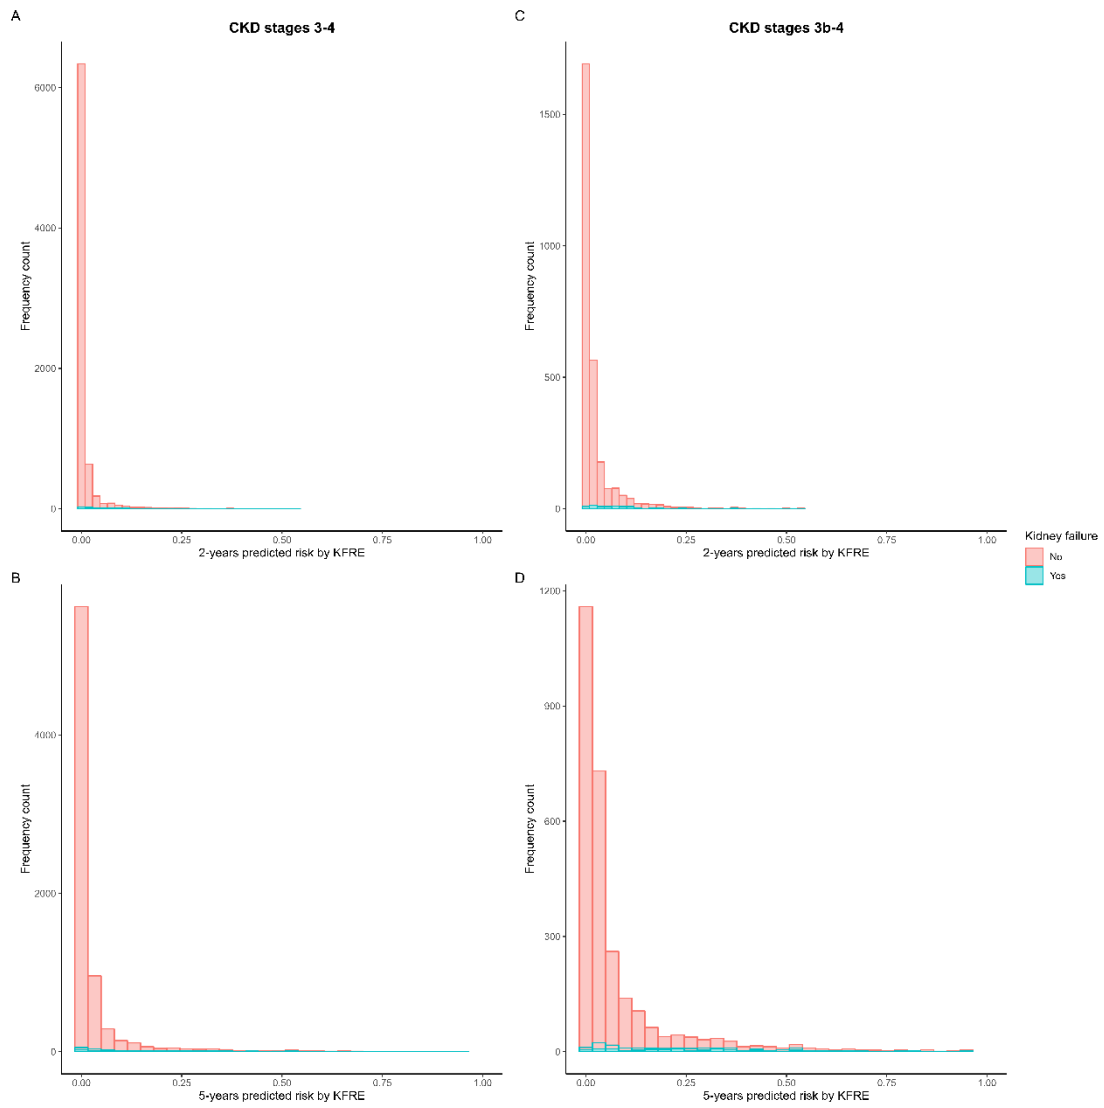 A
CKD stages 3-4
Frequency count
6000
4000
2000
0
0.00 0.25 0.50 0.75 1.00
2-years predicted risk by KFRE
C
CKD stages 3b-4
Frequency count
1500
1000
500
0
0.00 0.25 0.50 0.75 1.00
2-years predicted risk by KFRE
Kidney failure
No
Yes
B
Frequency count
4000
2000
0
0.00 0.25 0.50 0.75 1.00
5-years predicted risk by KFRE
D
Frequency count
1200
900
600
300
0
0.00 0.25 0.50 0.75 1.00
5-years predicted risk by KFRE